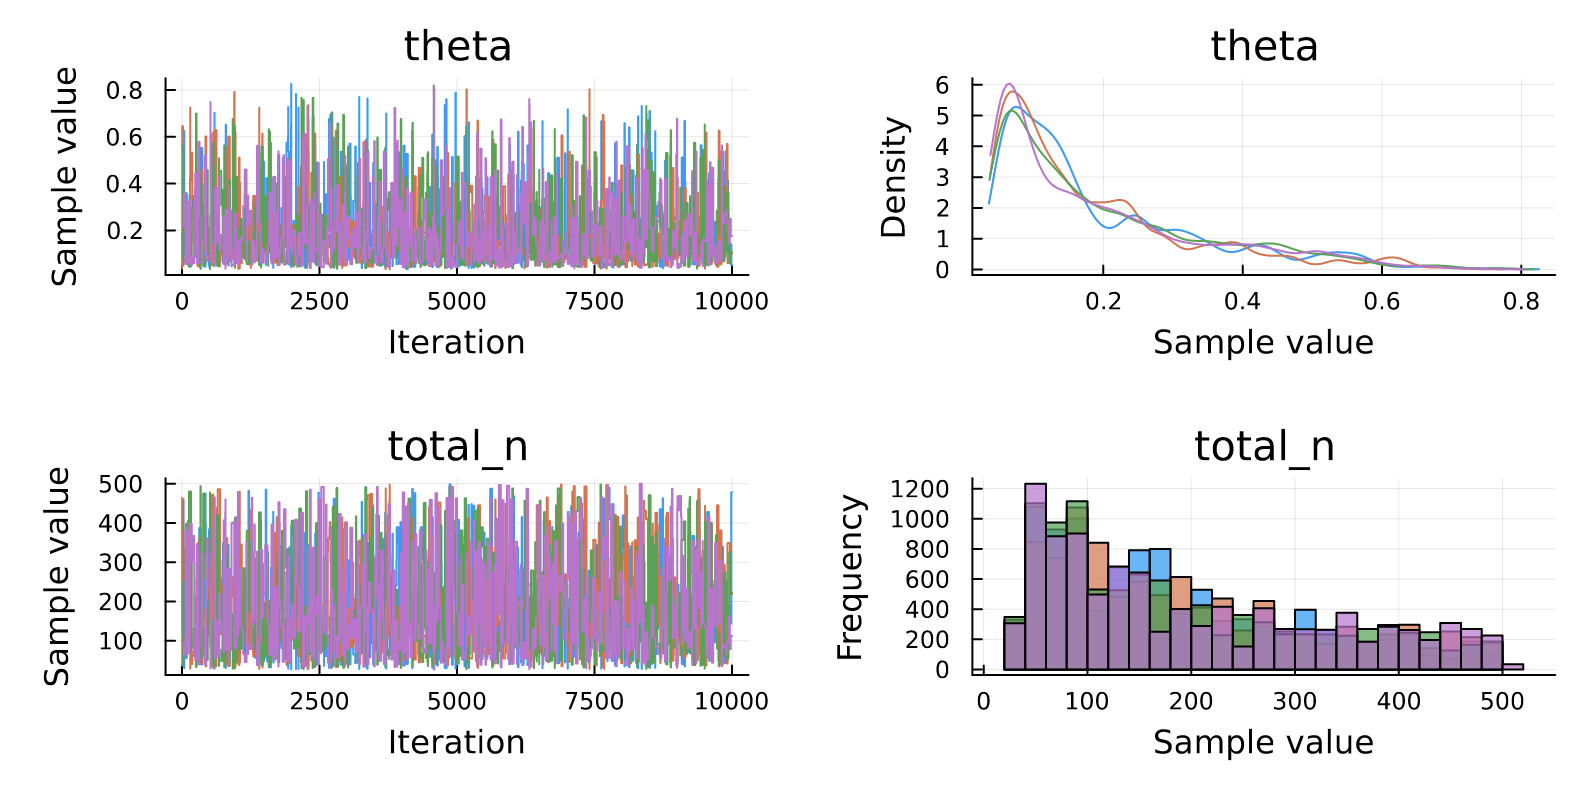 theta
Sample value
0.8
0.6
0.4
0.2
0 2500 5000 7500 10000
Iteration
theta
Density
6
5
4
3
2
1
0
0.2 0.4 0.6 0.8
Sample value
total_n
Sample value
500
400
300
200
100
0 2500 5000 7500 10000
Iteration
total_n
Frequency
1200
1000
800
600
400
200
0
0 100 200 300 400 500
Sample value